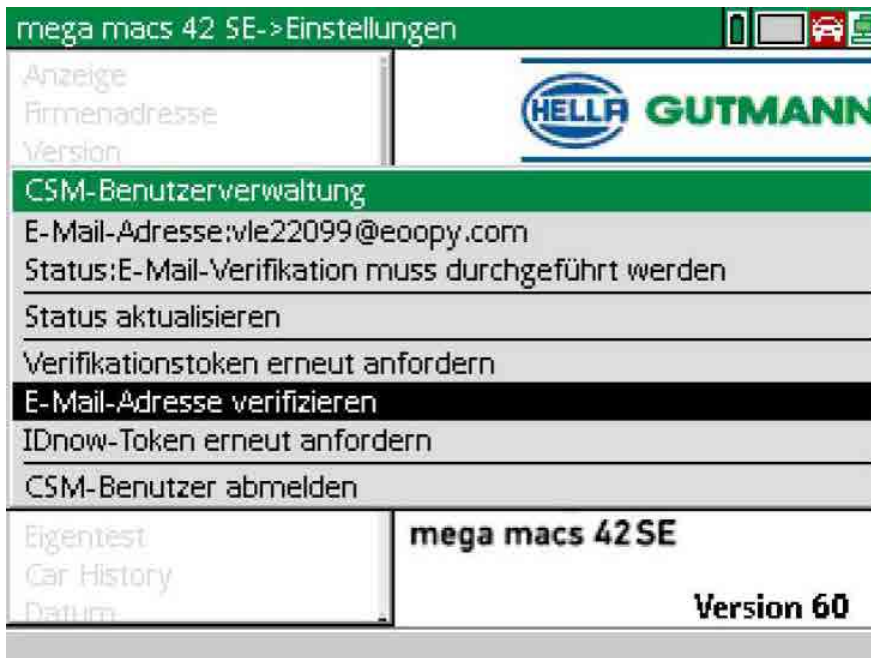 mega macs 42 SE->Einstellungen
Anzeige
Firmenadresse
Version
HELLA GUTMANN
CSM-Benutzerverwaltung
E-Mail-Adresse:vle22099@eoopy.com
Status:E-Mail-Verifikation muss durchgeführt werden
Status aktualisieren
Verifikationstoken erneut anfordern
E-Mail-Adresse verifizieren
IDnow-Token erneut anfordern
CSM-Benutzer abmelden
Eigentest
Car History
Datum
mega macs 42 SE
Version 60